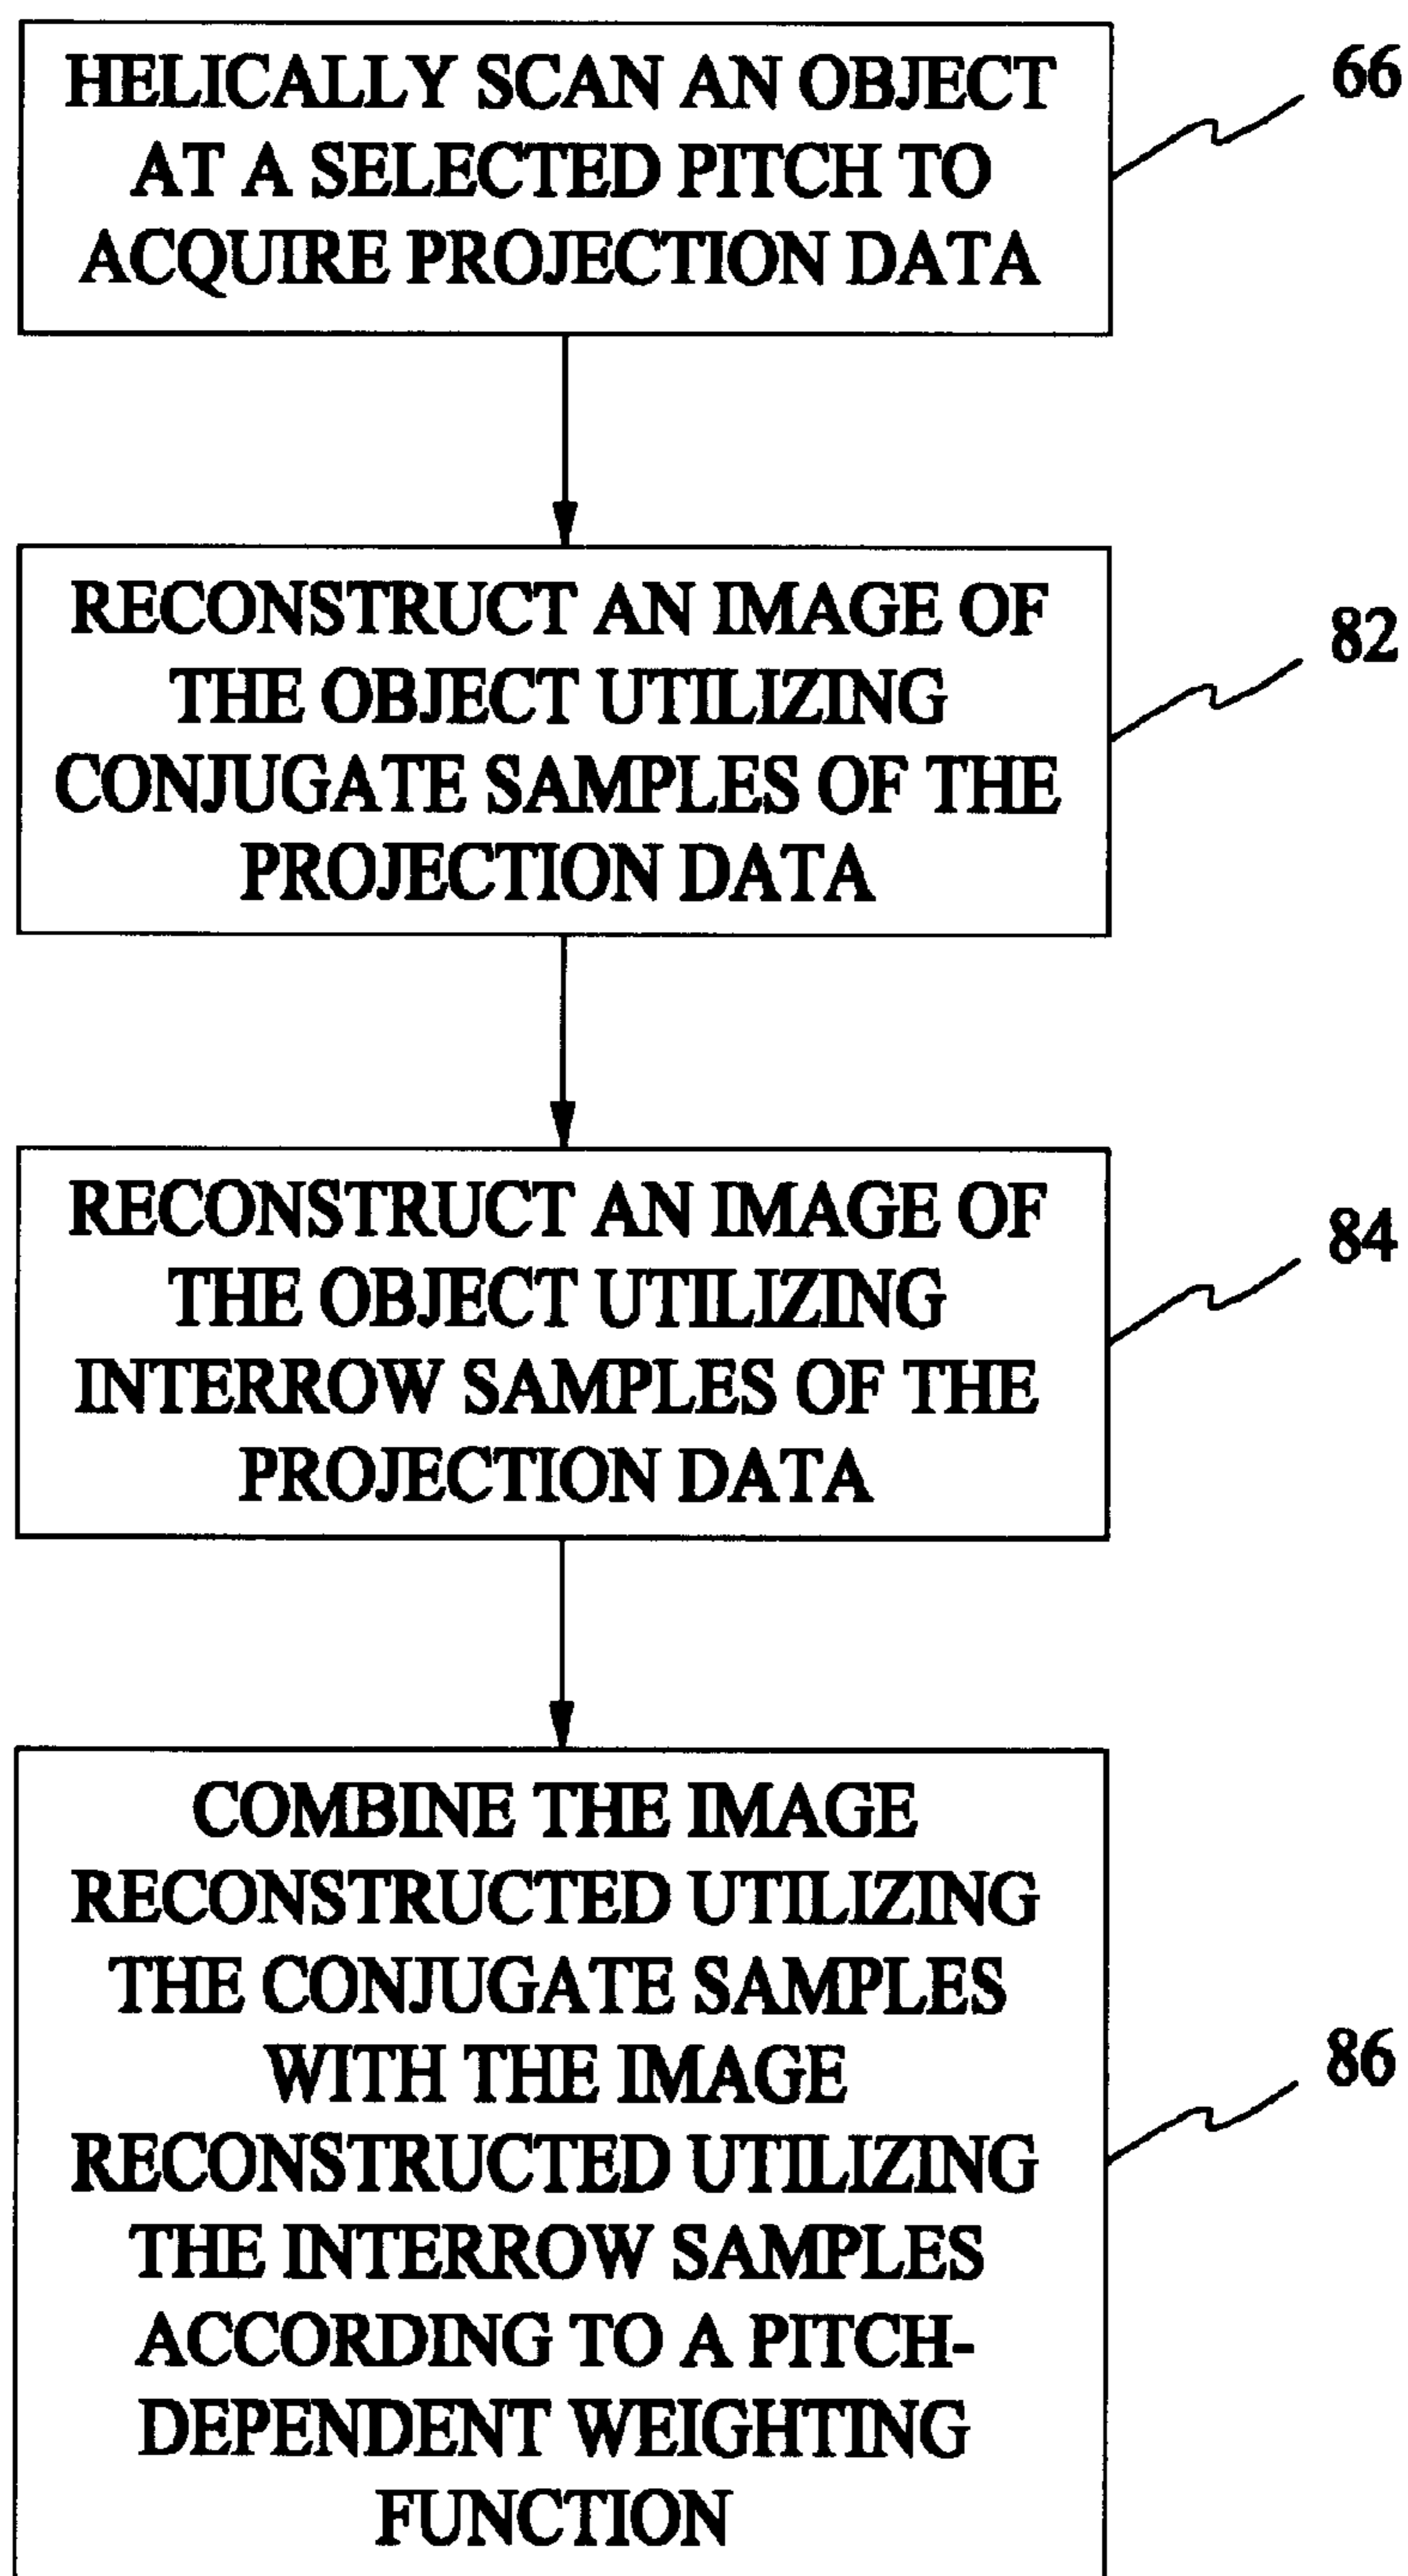 HELICALLY SCAN AN OBJECT
AT A SELECTED PITCH TO
ACQUIRE PROJECTION DATA
66
RECONSTRUCT AN IMAGE OF
THE OBJECT UTILIZING
CONJUGATE SAMPLES OF THE
PROJECTION DATA
82
RECONSTRUCT AN IMAGE OF
THE OBJECT UTILIZING
INTERROW SAMPLES OF THE
PROJECTION DATA
84
COMBINE THE IMAGE
RECONSTRUCTED UTILIZING
THE CONJUGATE SAMPLES
WITH THE IMAGE
RECONSTRUCTED UTILIZING
THE INTERROW SAMPLES
ACCORDING TO A PITCH-
DEPENDENT WEIGHTING
FUNCTION
86